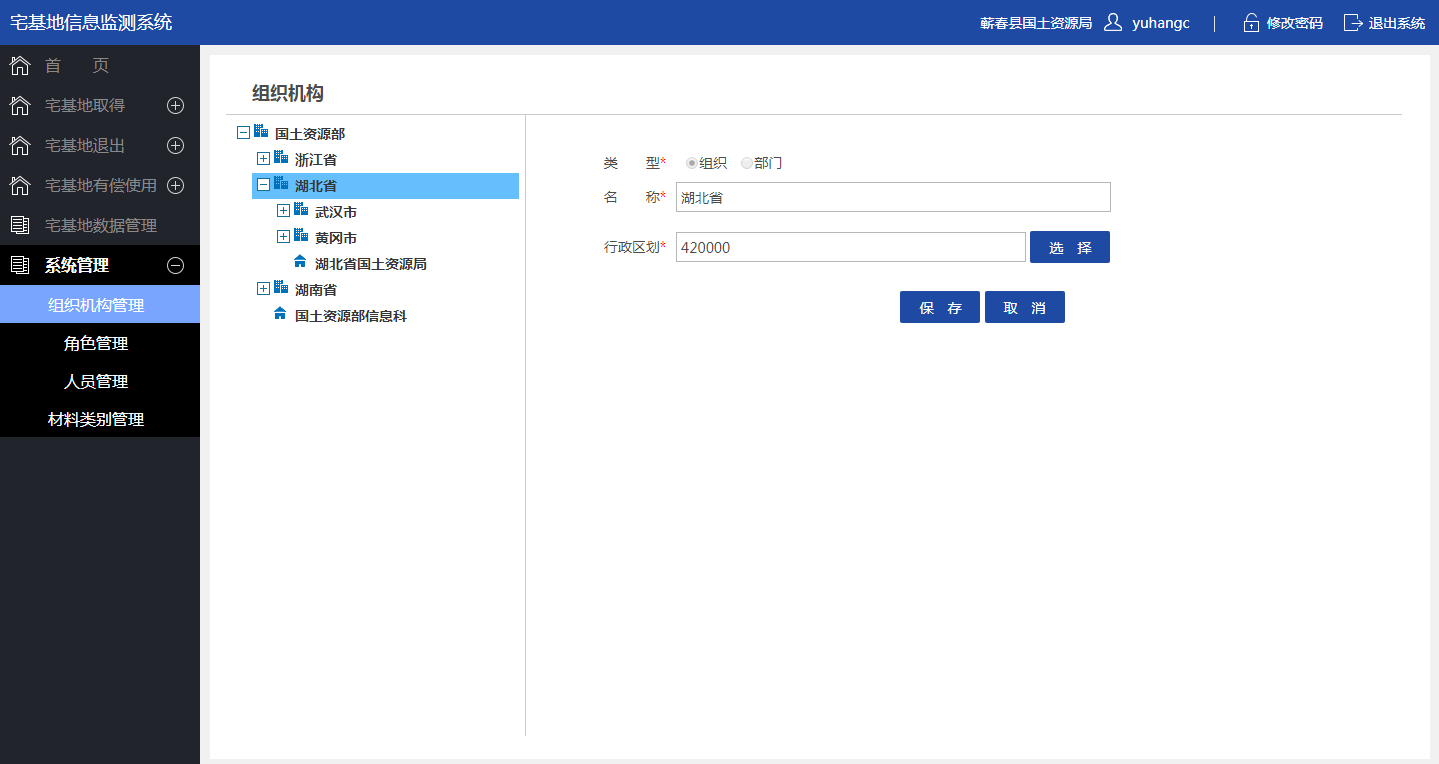 宅基地信息监测系统
蕲春县国土资源局 yuhangc | 修改密码 退出系统
首 页
宅基地取得
宅基地退出
宅基地有偿使用
宅基地数据管理
系统管理
组织机构管理
角色管理
人员管理
材料类别管理
组织机构
国土资源部
浙江省
湖北省
武汉市
黄冈市
湖北省国土资源局
湖南省
国土资源部信息科
类 型* 组织 部门
名 称* 湖北省
行政区划* 420000 选 择
保 存 取 消